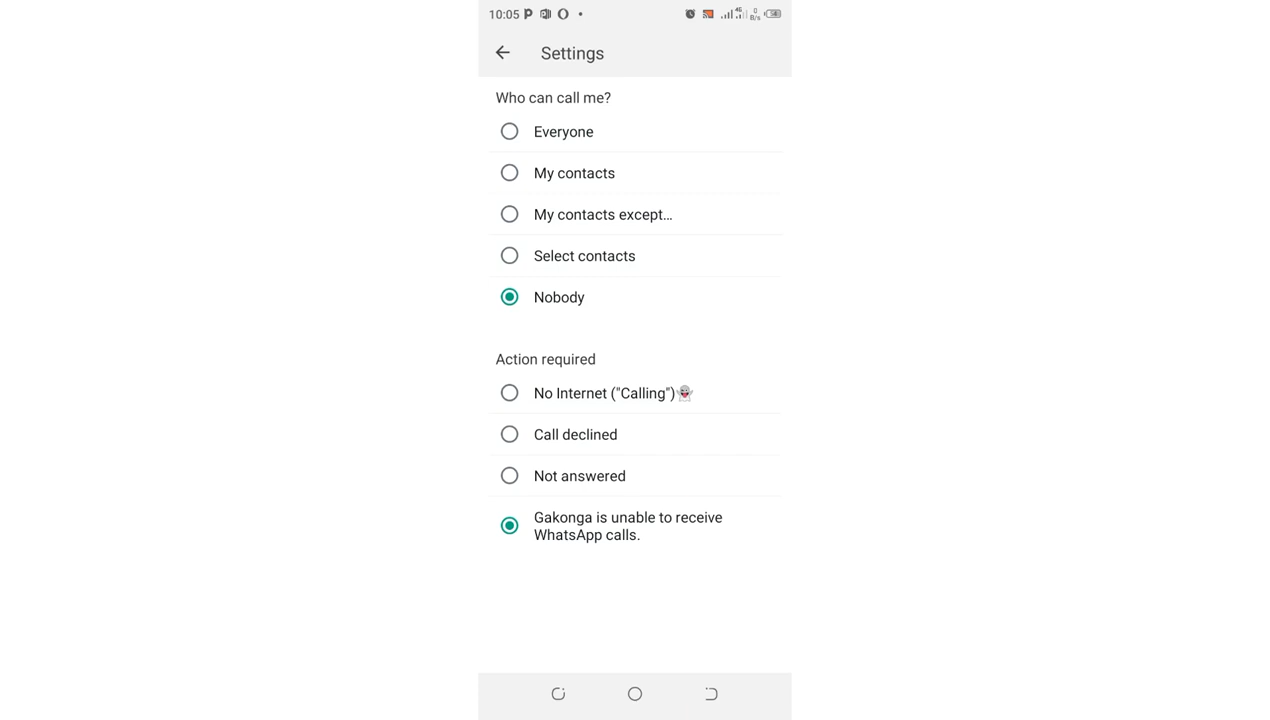 10:05
Settings
Who can call me?
Everyone
My contacts
My contacts except…
Select contacts
Nobody
Action required
No Internet ("Calling")👻
Call declined
Not answered
Gakonga is unable to receive
WhatsApp calls.